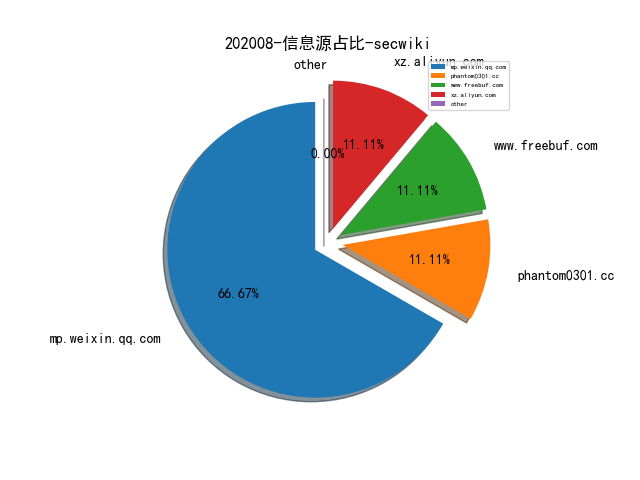 202008-信息源占比-secwiki
other
xz.aliyun.com
mp.weixin.qq.com
phantom0301.cc
www.freebuf.com
xz.aliyun.com
other
www.freebuf.com
11.11%
0.00%
11.11%
11.11%
phantom0301.cc
66.67%
mp.weixin.qq.com